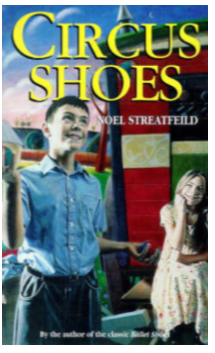 CIRCUS
SHOES
NOEL STREATFEILD
By the author of the classic Ballet Shoes